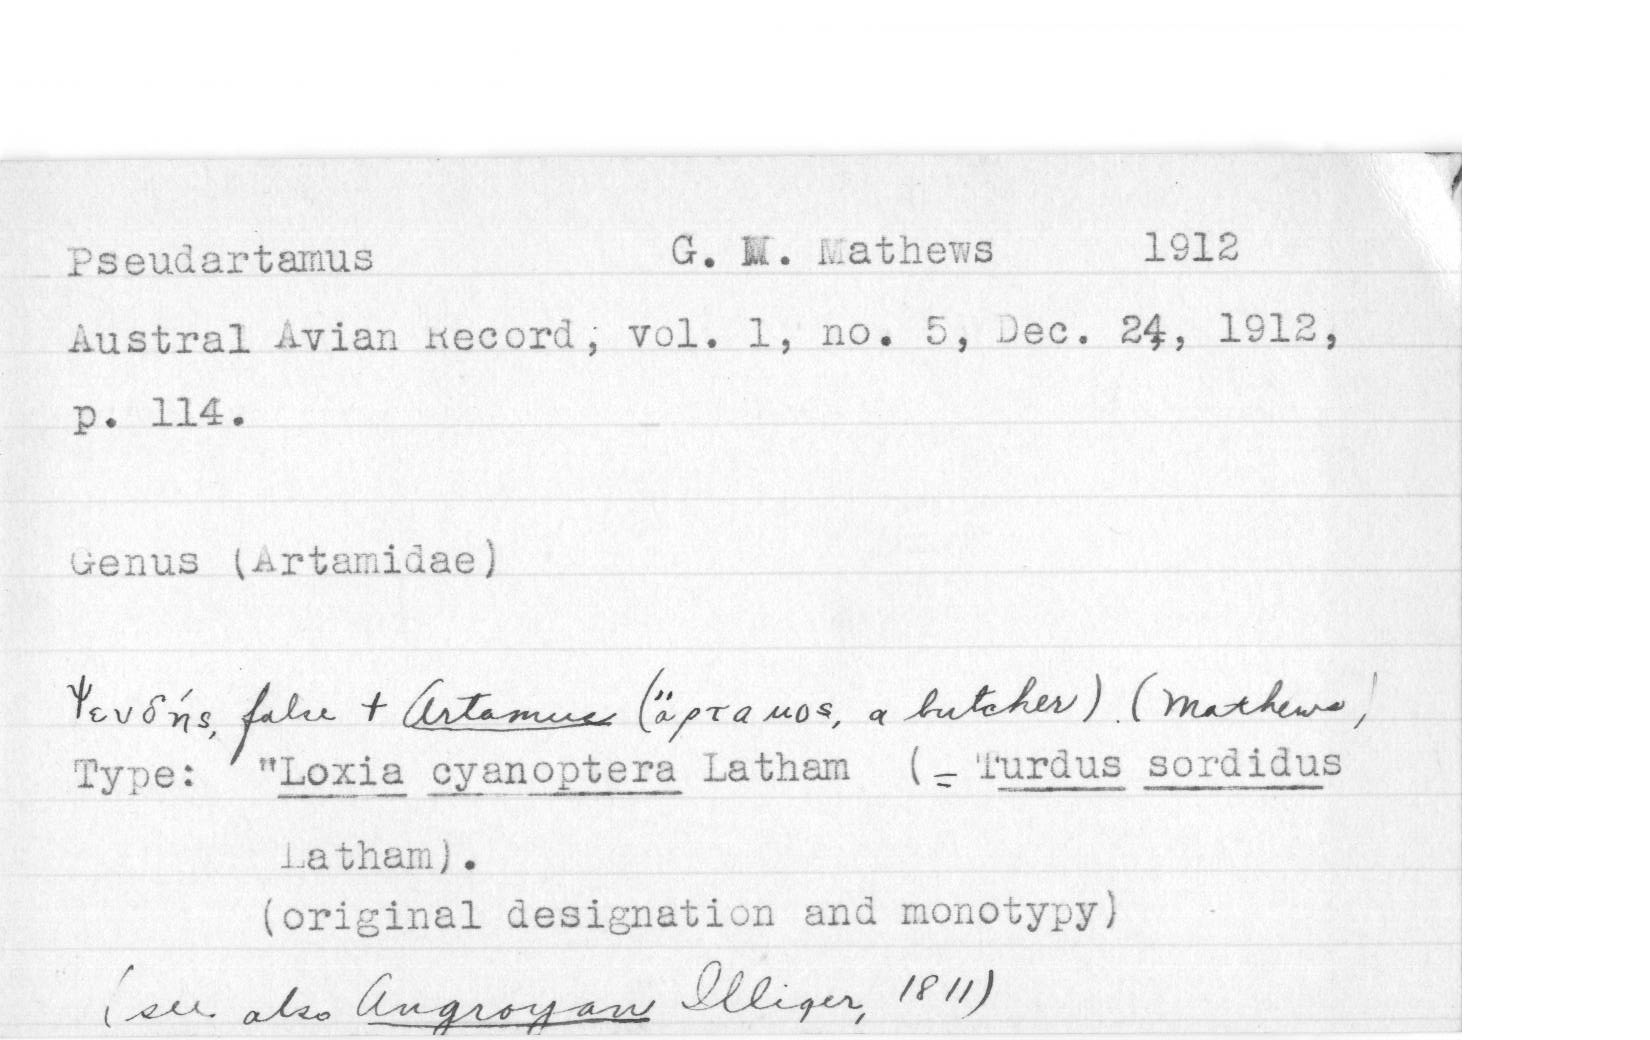 Pseudartamus G. M. Mathews 1912
Austral Avian Record, vol. 1, no. 5, Dec. 24, 1912,
p. 114.
Genus (Artamidae)
Ψενδής, false + Artamus (ἄρταμος, a butcher). (Mathews)
Type: "Loxia cyanoptera Latham (= Turdus sordidus
Latham).
(original designation and monotypy)
(see also Angroyan Illiger, 1811)